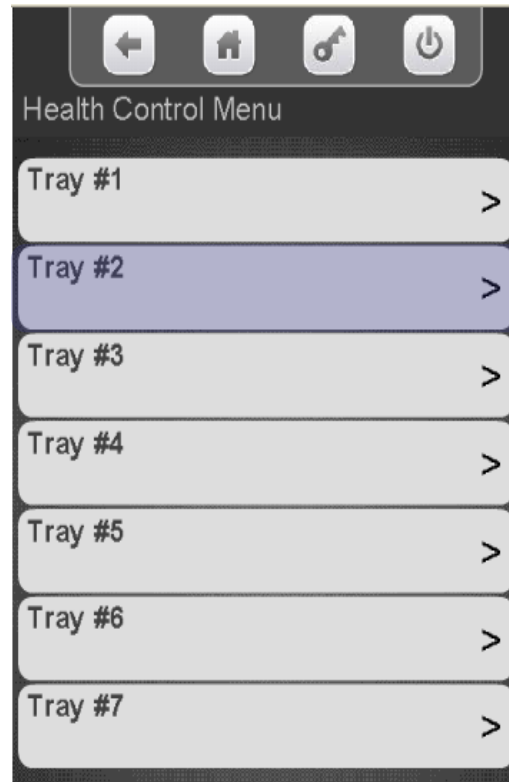 Health Control Menu
Tray #1
>
Tray #2
>
Tray #3
>
Tray #4
>
Tray #5
>
Tray #6
>
Tray #7
>